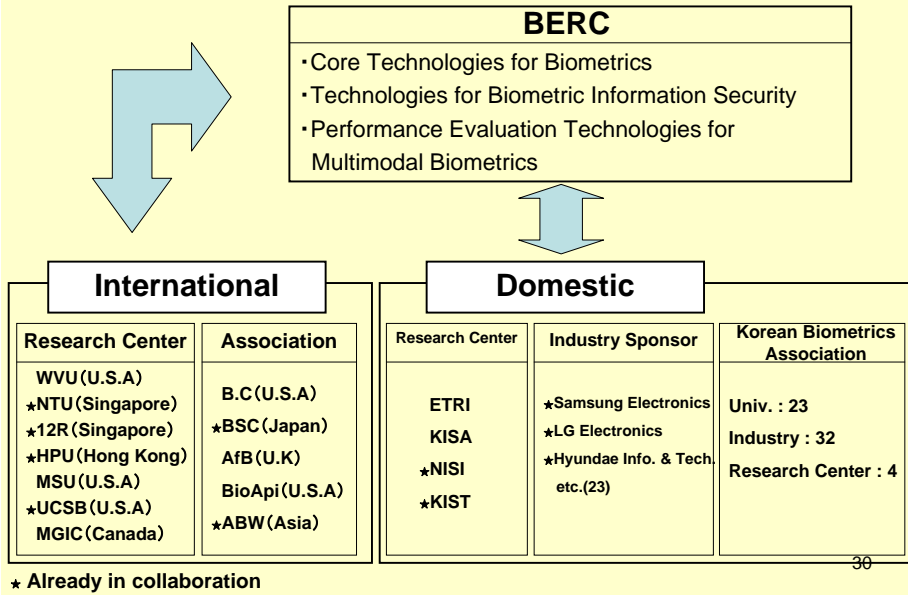 BERC
・Core Technologies for Biometrics
・Technologies for Biometric Information Security
・Performance Evaluation Technologies for
Multimodal Biometrics
International
Research Center
WVU(U.S.A)
★NTU(Singapore)
★12R(Singapore)
★HPU(Hong Kong)
MSU(U.S.A)
★UCSB(U.S.A)
MGIC(Canada)
Association
B.C(U.S.A)
★BSC(Japan)
AfB(U.K)
BioApi(U.S.A)
★ABW(Asia)
Domestic
Research Center
ETRI
KISA
★NISI
★KIST
Industry Sponsor
★Samsung Electronics
★LG Electronics
★Hyundae Info. & Tech.
etc.(23)
Korean Biometrics
Association
Univ. : 23
Industry : 32
Research Center : 4
30
★ Already in collaboration